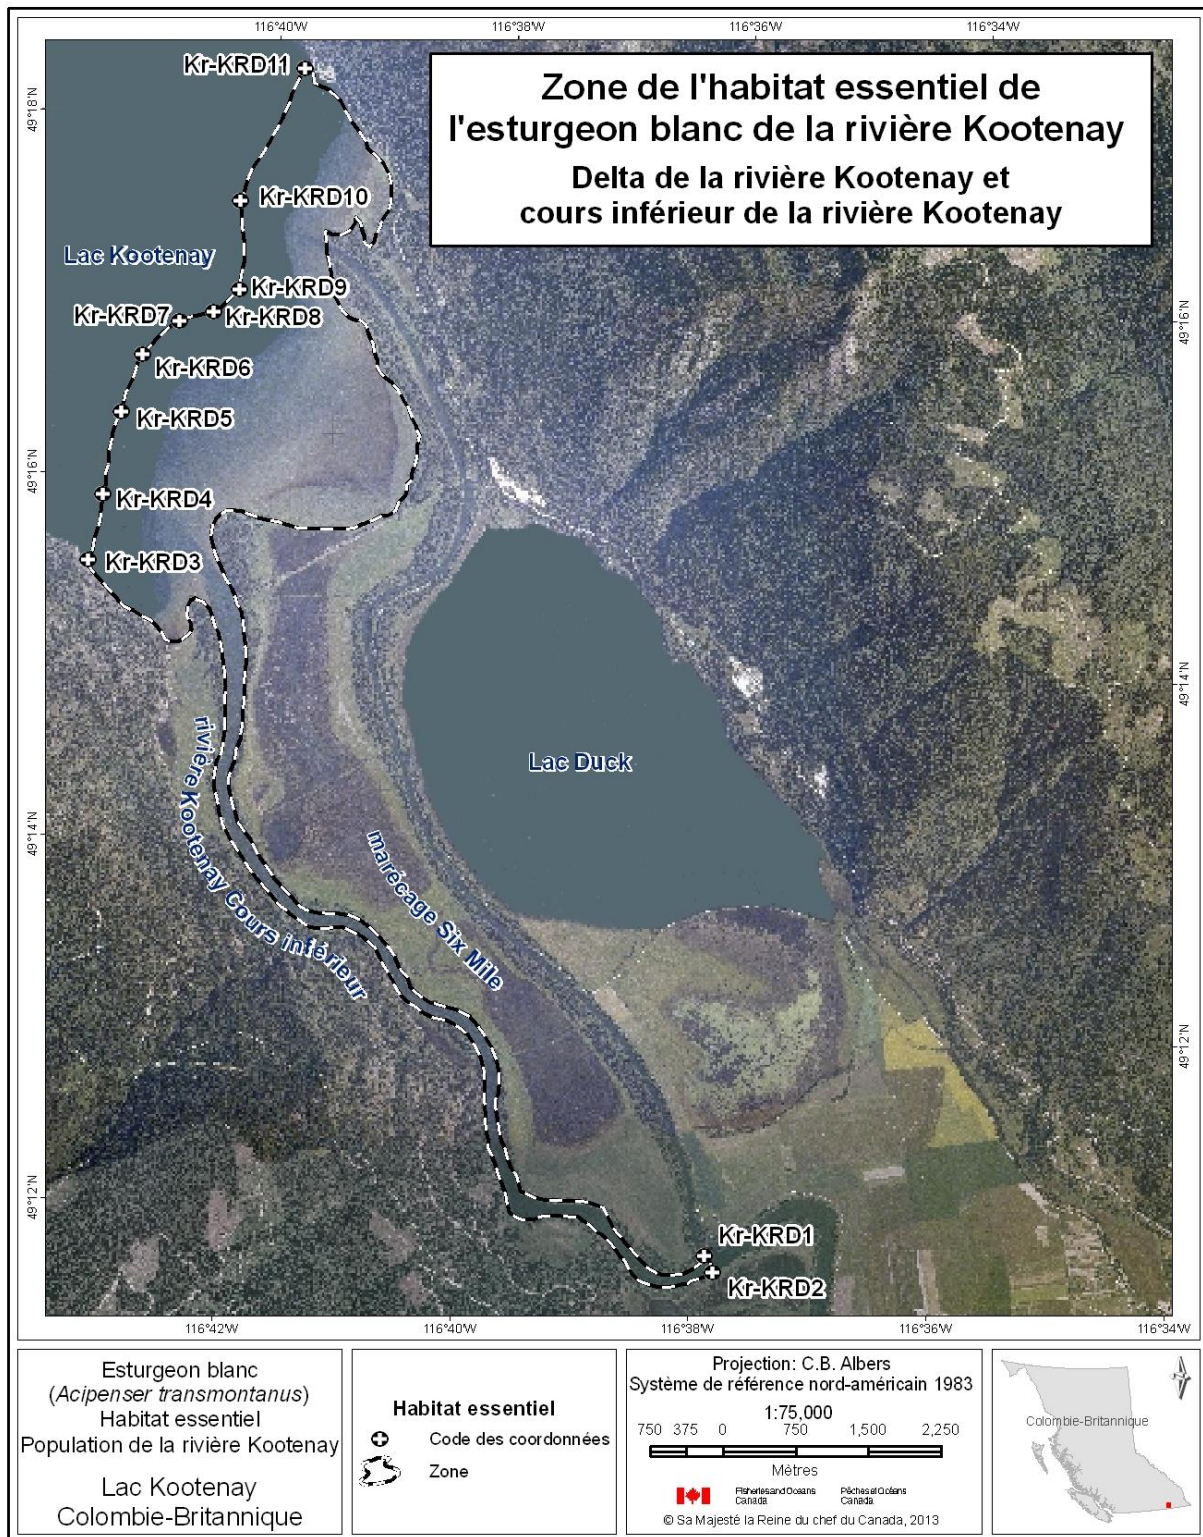 116°40'W
116°38'W
116°36'W
116°34'W
Zone de l'habitat essentiel de
l'esturgeon blanc de la rivière Kootenay
Delta de la rivière Kootenay et
cours inférieur de la rivière Kootenay
Kr-KRD11
49°18'N
Kr-KRD10
Lac Kootenay
Kr-KRD9
Kr-KRD7
Kr-KRD8
49°16'N
Kr-KRD6
Kr-KRD5
49°16'N
Kr-KRD4
Kr-KRD3
49°14'N
Lac Duck
rivière Kootenay Cours inférieur
49°14'N
marécage Six Mile
49°12'N
49°12'N
Kr-KRD1
Kr-KRD2
116°42'W
116°40'W
116°38'W
116°36'W
116°34'W
Esturgeon blanc
(Acipenser transmontanus)
Habitat essentiel
Population de la rivière Kootenay
Lac Kootenay
Colombie-Britannique
Habitat essentiel
Code des coordonnées
Zone
Projection: C.B. Albers
Système de référence nord-américain 1983
1:75,000
750 375 0 750 1,500 2,250
Mètres
Fisheries and Oceans
Canada
Pêches et Océans
Canada
© Sa Majesté la Reine du chef du Canada, 2013
Colombie-Britannique